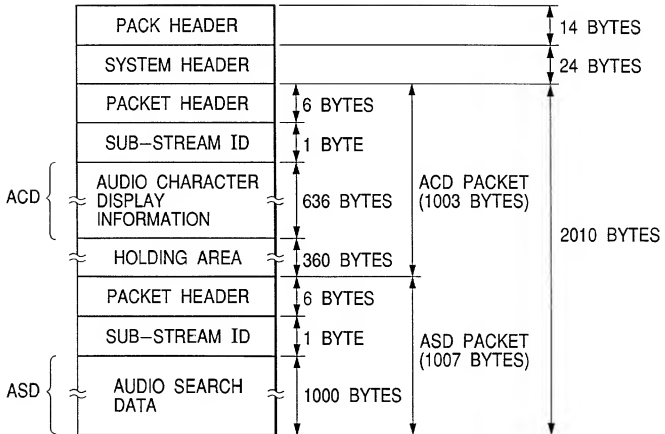 PACK HEADER
14 BYTES
SYSTEM HEADER
24 BYTES
PACKET HEADER
6 BYTES
SUB–STREAM ID
1 BYTE
ACD
AUDIO CHARACTER
DISPLAY
INFORMATION
636 BYTES
ACD PACKET
(1003 BYTES)
2010 BYTES
HOLDING AREA
360 BYTES
PACKET HEADER
6 BYTES
SUB–STREAM ID
1 BYTE
ASD PACKET
(1007 BYTES)
ASD
AUDIO SEARCH
DATA
1000 BYTES